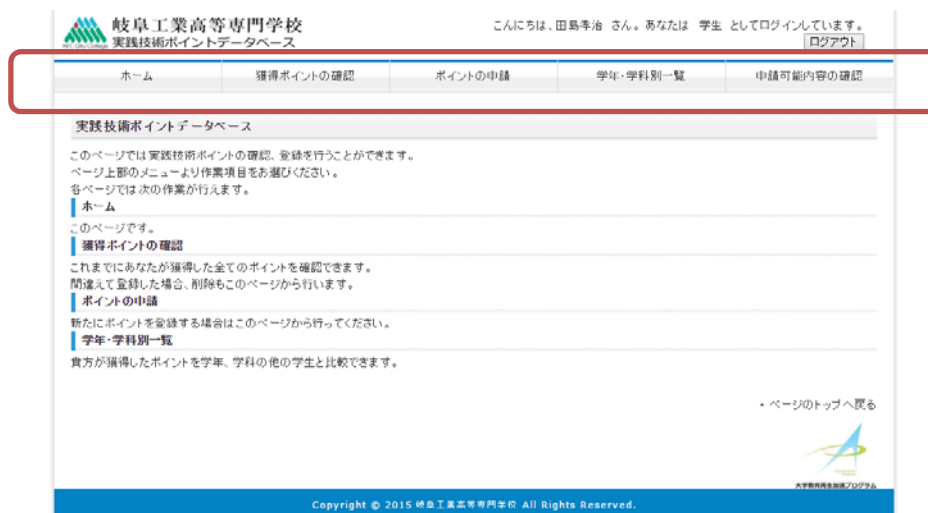 岐阜工業高等専門学校
実践技術ポイントデータベース
こんにちは、田島孝治 さん。あなたは 学生 としてログインしています。
ログアウト
ホーム 獲得ポイントの確認 ポイントの申請 学年・学科別一覧 申請可能内容の確認
実践技術ポイントデータベース
このページでは実践技術ポイントの確認、登録を行うことができます。
ページ上部のメニューより作業項目をお選びください。
各ページでは次の作業が行えます。
ホーム
このページです。
獲得ポイントの確認
これまでにあなたが獲得した全てのポイントを確認できます。
間違えて登録した場合、削除もこのページから行います。
ポイントの申請
新たにポイントを登録する場合はこのページから行ってください。
学年・学科別一覧
貴方が獲得したポイントを学年、学科の他の学生と比較できます。
ページのトップへ戻る
大学教育再生加速プログラム
Copyright © 2015 岐阜工業高等専門学校 All Rights Reserved.